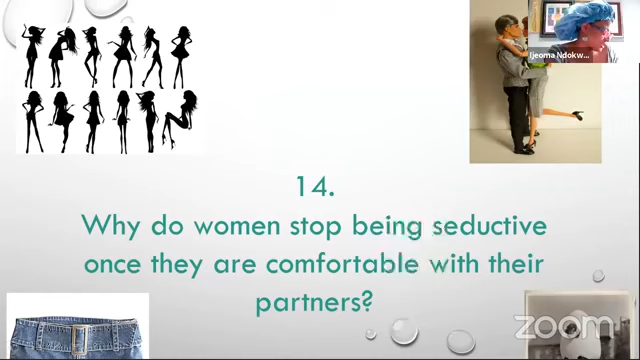 Ijeoma Ndokw...
14.
Why do women stop being seductive
once they are comfortable with their
partners?
zoom